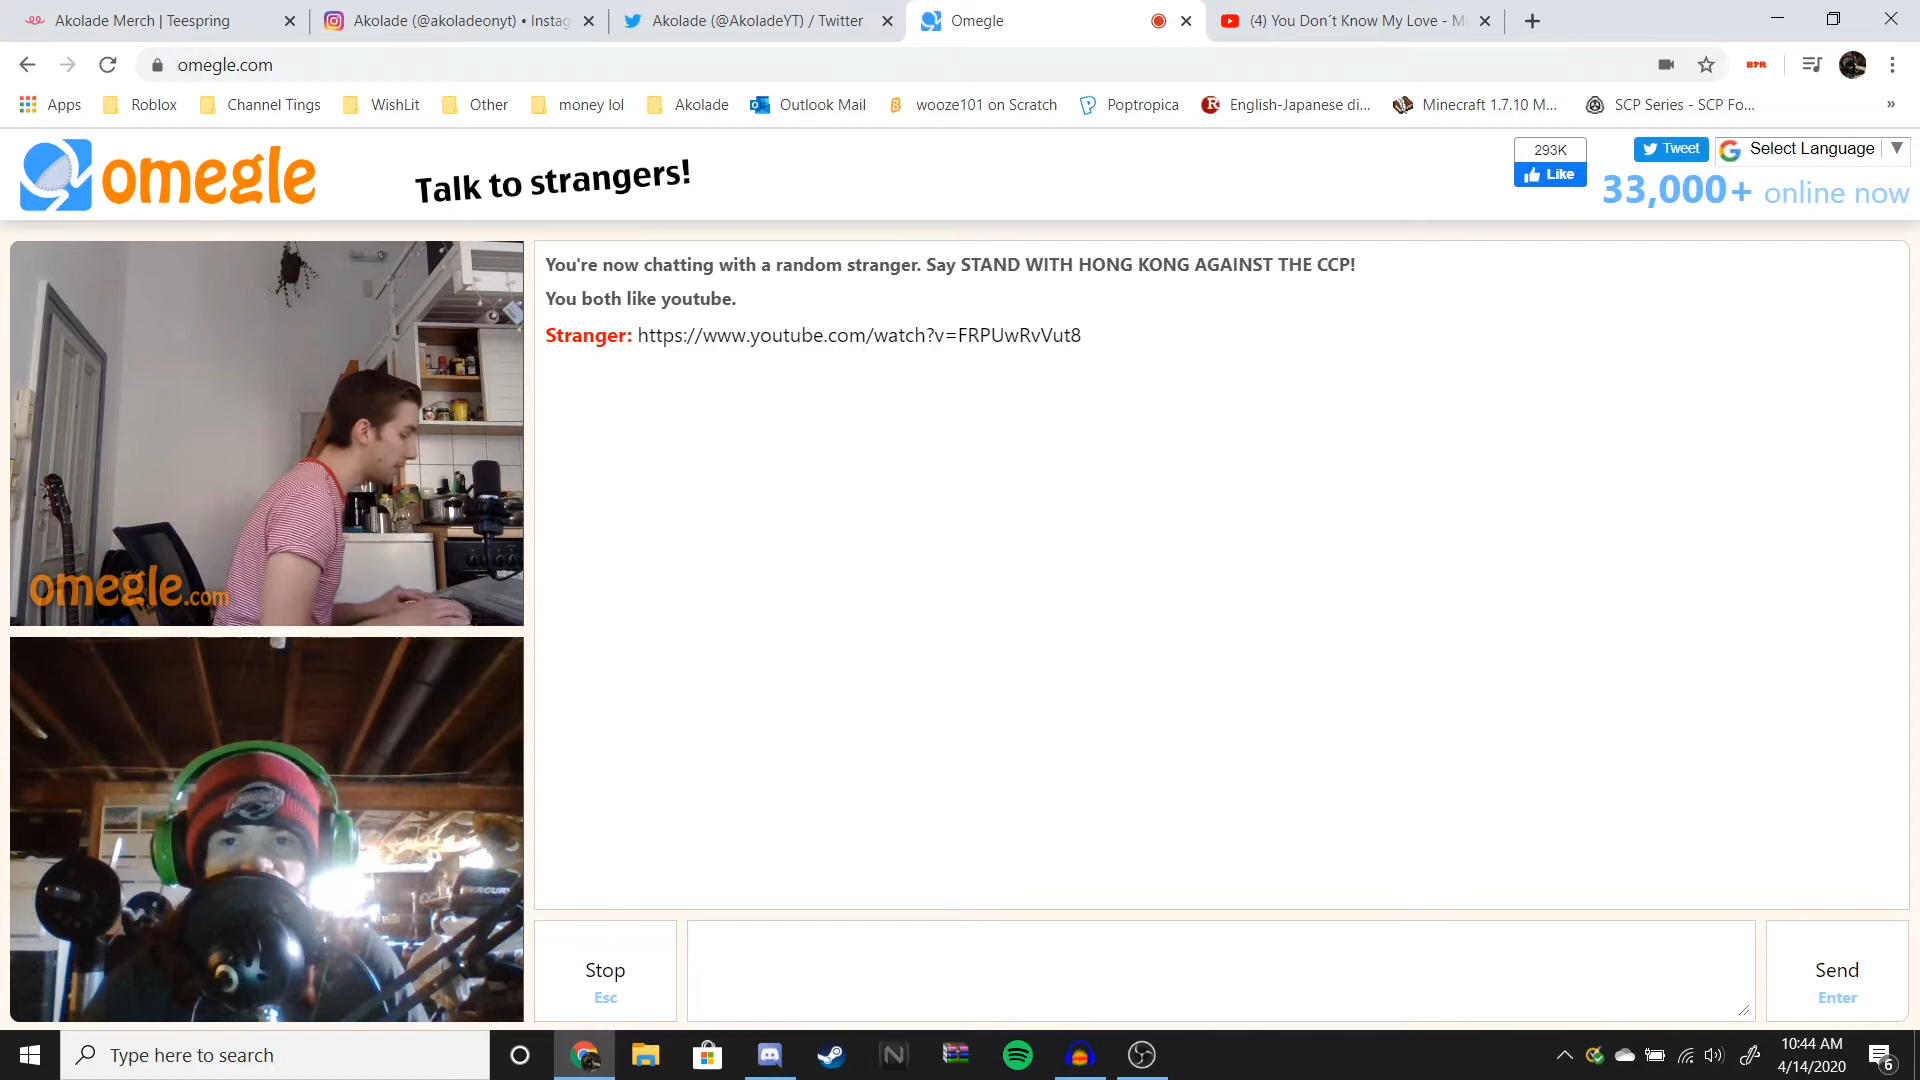 Akolade Merch | Teespring
Akolade (@akoladeonyt) • Instag
Akolade (@AkoladeYT) / Twitter
Omegle
(4) You Don´t Know My Love - M
omegle.com
BTR
Apps
Roblox
Channel Tings
WishLit
Other
money lol
Akolade
Outlook Mail
wooze101 on Scratch
Poptropica
English-Japanese di...
Minecraft 1.7.10 M...
SCP Series - SCP Fo...
»
omegle
Talk to strangers!
293K
Like
Tweet
Select Language
33,000+ online now
You're now chatting with a random stranger. Say STAND WITH HONG KONG AGAINST THE CCP!
You both like youtube.
Stranger: https://www.youtube.com/watch?v=FRPUwRvVut8
omegle.com
MERCURY
Stop
Esc
Send
Enter
Type here to search
10:44 AM
4/14/2020
6